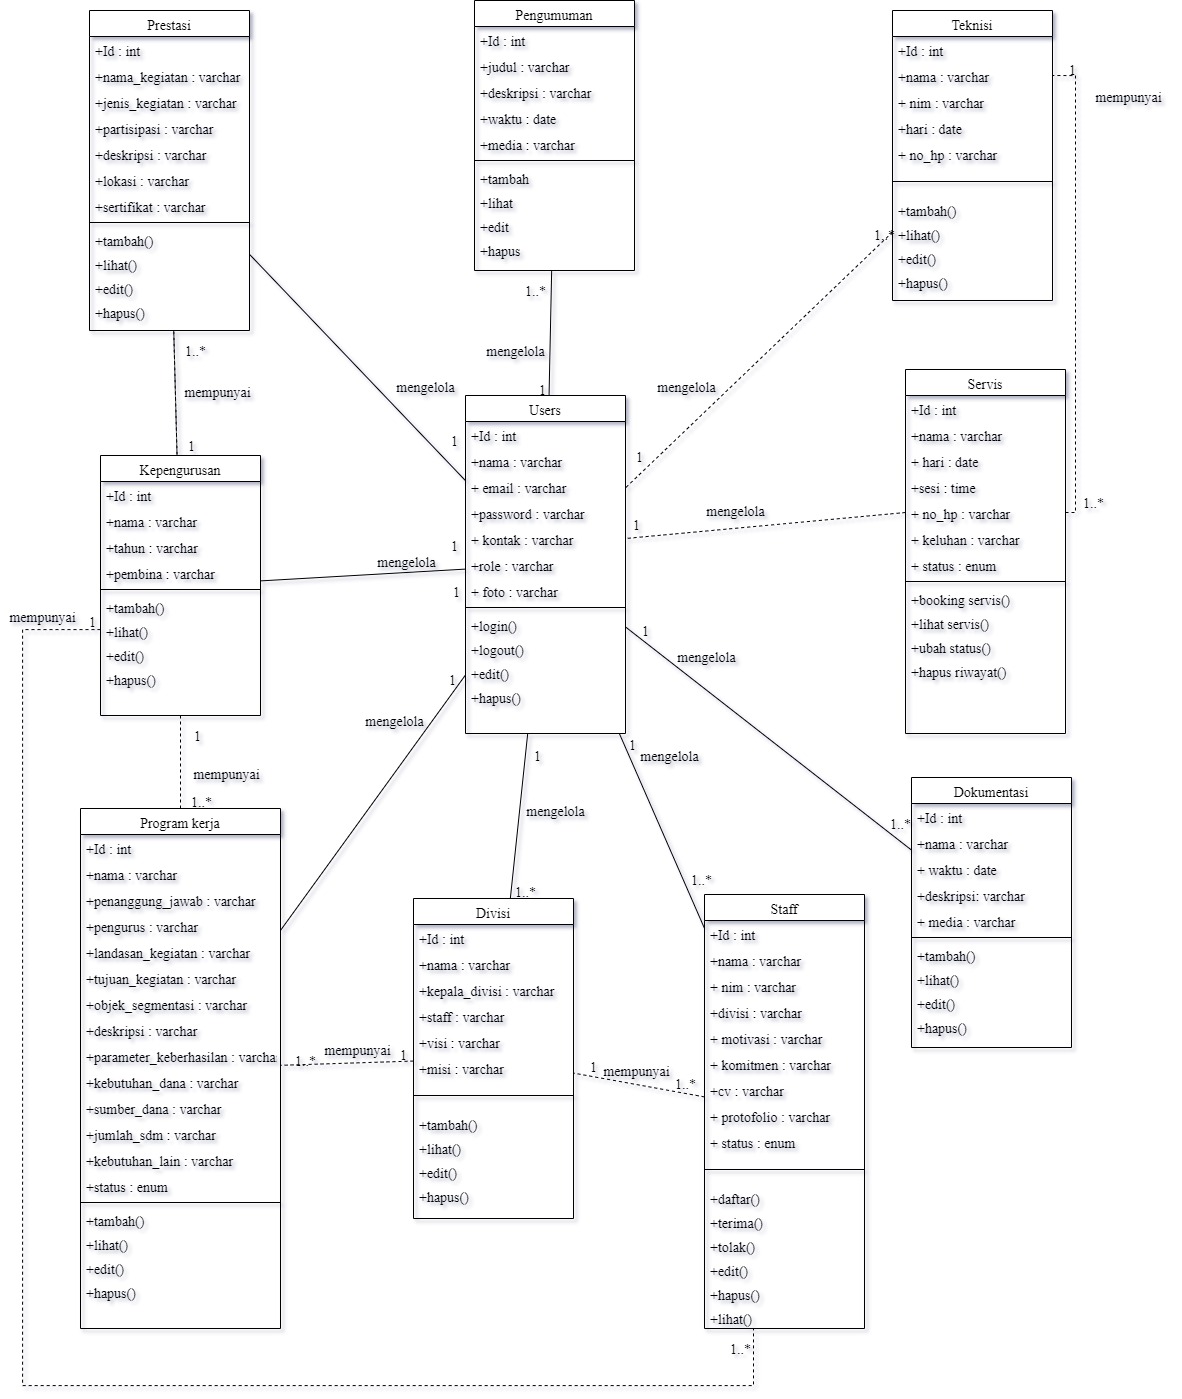 Prestasi
+Id : int
+nama_kegiatan : varchar
+jenis_kegiatan : varchar
+partisipasi : varchar
+deskripsi : varchar
+lokasi : varchar
+sertifikat : varchar
+tambah()
+lihat()
+edit()
+hapus()
Pengumuman
+Id : int
+judul : varchar
+deskripsi : varchar
+waktu : date
+media : varchar
+tambah
+lihat
+edit
+hapus
Teknisi
+Id : int
+nama : varchar
+ nim : varchar
+hari : date
+ no_hp : varchar
+tambah()
+lihat()
+edit()
+hapus()
1
mempunyai
1..*
1..*
mempunyai
1
1..*
mengelola
1
mengelola
1
mengelola
1
Users
+Id : int
+nama : varchar
+ email : varchar
+password : varchar
+ kontak : varchar
+role : varchar
+ foto : varchar
+login()
+logout()
+edit()
+hapus()
Servis
+Id : int
+nama : varchar
+ hari : date
+sesi : time
+ no_hp : varchar
+ keluhan : varchar
+ status : enum
+booking servis()
+lihat servis()
+ubah status()
+hapus riwayat()
mengelola
1
1..*
Kepengurusan
+Id : int
+nama : varchar
+tahun : varchar
+pembina : varchar
+tambah()
+lihat()
+edit()
+hapus()
1
mengelola
1
mempunyai
1
1
mempunyai
1..*
1
mengelola
1
mengelola
1..*
1
mengelola
1..*
1
mengelola
1..*
Program kerja
+Id : int
+nama : varchar
+penanggung_jawab : varchar
+pengurus : varchar
+landasan_kegiatan : varchar
+tujuan_kegiatan : varchar
+objek_segmentasi : varchar
+deskripsi : varchar
+parameter_keberhasilan : varcha
+kebutuhan_dana : varchar
+sumber_dana : varchar
+jumlah_sdm : varchar
+kebutuhan_lain : varchar
+status : enum
+tambah()
+lihat()
+edit()
+hapus()
1..*
mempunyai
1
Divisi
+Id : int
+nama : varchar
+kepala_divisi : varchar
+staff : varchar
+visi : varchar
+misi : varchar
+tambah()
+lihat()
+edit()
+hapus()
1
mempunyai
1..*
Staff
+Id : int
+nama : varchar
+ nim : varchar
+divisi : varchar
+ motivasi : varchar
+ komitmen : varchar
+cv : varchar
+ protofolio : varchar
+ status : enum
+daftar()
+terima()
+tolak()
+edit()
+hapus()
+lihat()
1..*
Dokumentasi
+Id : int
+nama : varchar
+ waktu : date
+deskripsi: varchar
+ media : varchar
+tambah()
+lihat()
+edit()
+hapus()